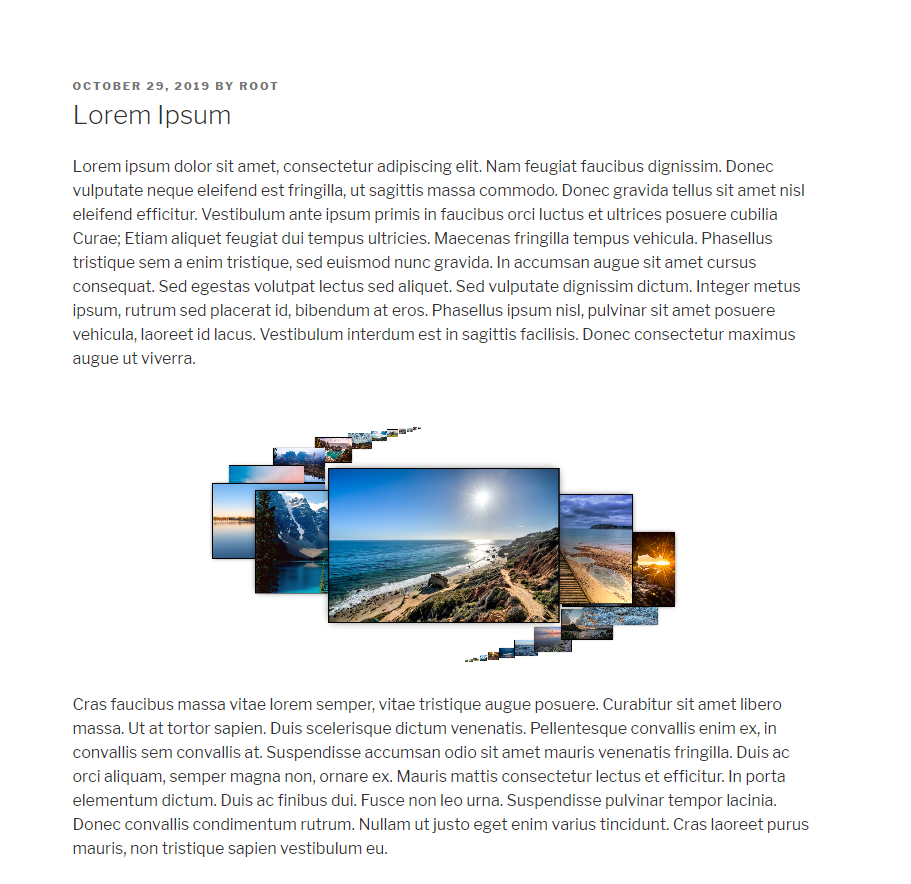 OCTOBER 29, 2019 BY ROOT
Lorem Ipsum
Lorem ipsum dolor sit amet, consectetur adipiscing elit. Nam feugiat faucibus dignissim. Donec
vulputate neque eleifend est fringilla, ut sagittis massa commodo. Donec gravida tellus sit amet nisl
eleifend efficitur. Vestibulum ante ipsum primis in faucibus orci luctus et ultrices posuere cubilia
Curae; Etiam aliquet feugiat dui tempus ultricies. Maecenas fringilla tempus vehicula. Phasellus
tristique sem a enim tristique, sed euismod nunc gravida. In accumsan augue sit amet cursus
consequat. Sed egestas volutpat lectus sed aliquet. Sed vulputate dignissim dictum. Integer metus
ipsum, rutrum sed placerat id, bibendum at eros. Phasellus ipsum nisl, pulvinar sit amet posuere
vehicula, laoreet id lacus. Vestibulum interdum est in sagittis facilisis. Donec consectetur maximus
augue ut viverra.
Cras faucibus massa vitae lorem semper, vitae tristique augue posuere. Curabitur sit amet libero
massa. Ut at tortor sapien. Duis scelerisque dictum venenatis. Pellentesque convallis enim ex, in
convallis sem convallis at. Suspendisse accumsan odio sit amet mauris venenatis fringilla. Duis ac
orci aliquam, semper magna non, ornare ex. Mauris mattis consectetur lectus et efficitur. In porta
elementum dictum. Duis ac finibus dui. Fusce non leo urna. Suspendisse pulvinar tempor lacinia.
Donec convallis condimentum rutrum. Nullam ut justo eget enim varius tincidunt. Cras laoreet purus
mauris, non tristique sapien vestibulum eu.